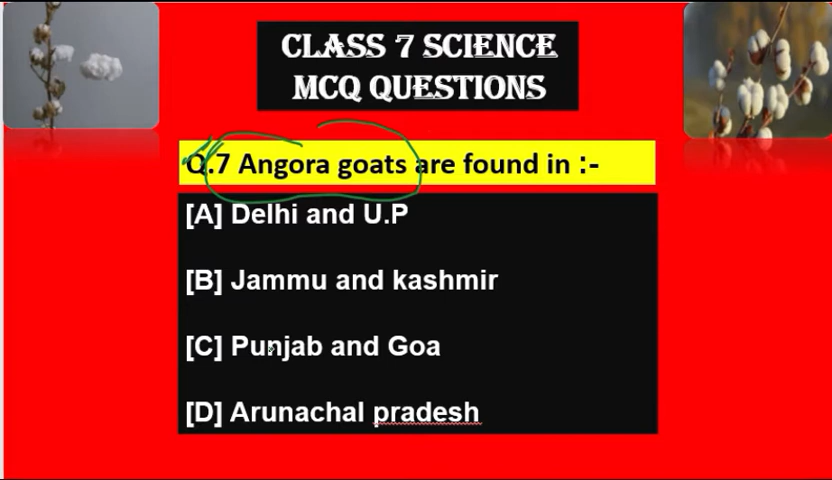 CLASS 7 SCIENCE
MCQ QUESTIONS
Q.7 Angora goats are found in :-
[A] Delhi and U.P
[B] Jammu and kashmir
[C] Punjab and Goa
[D] Arunachal pradesh